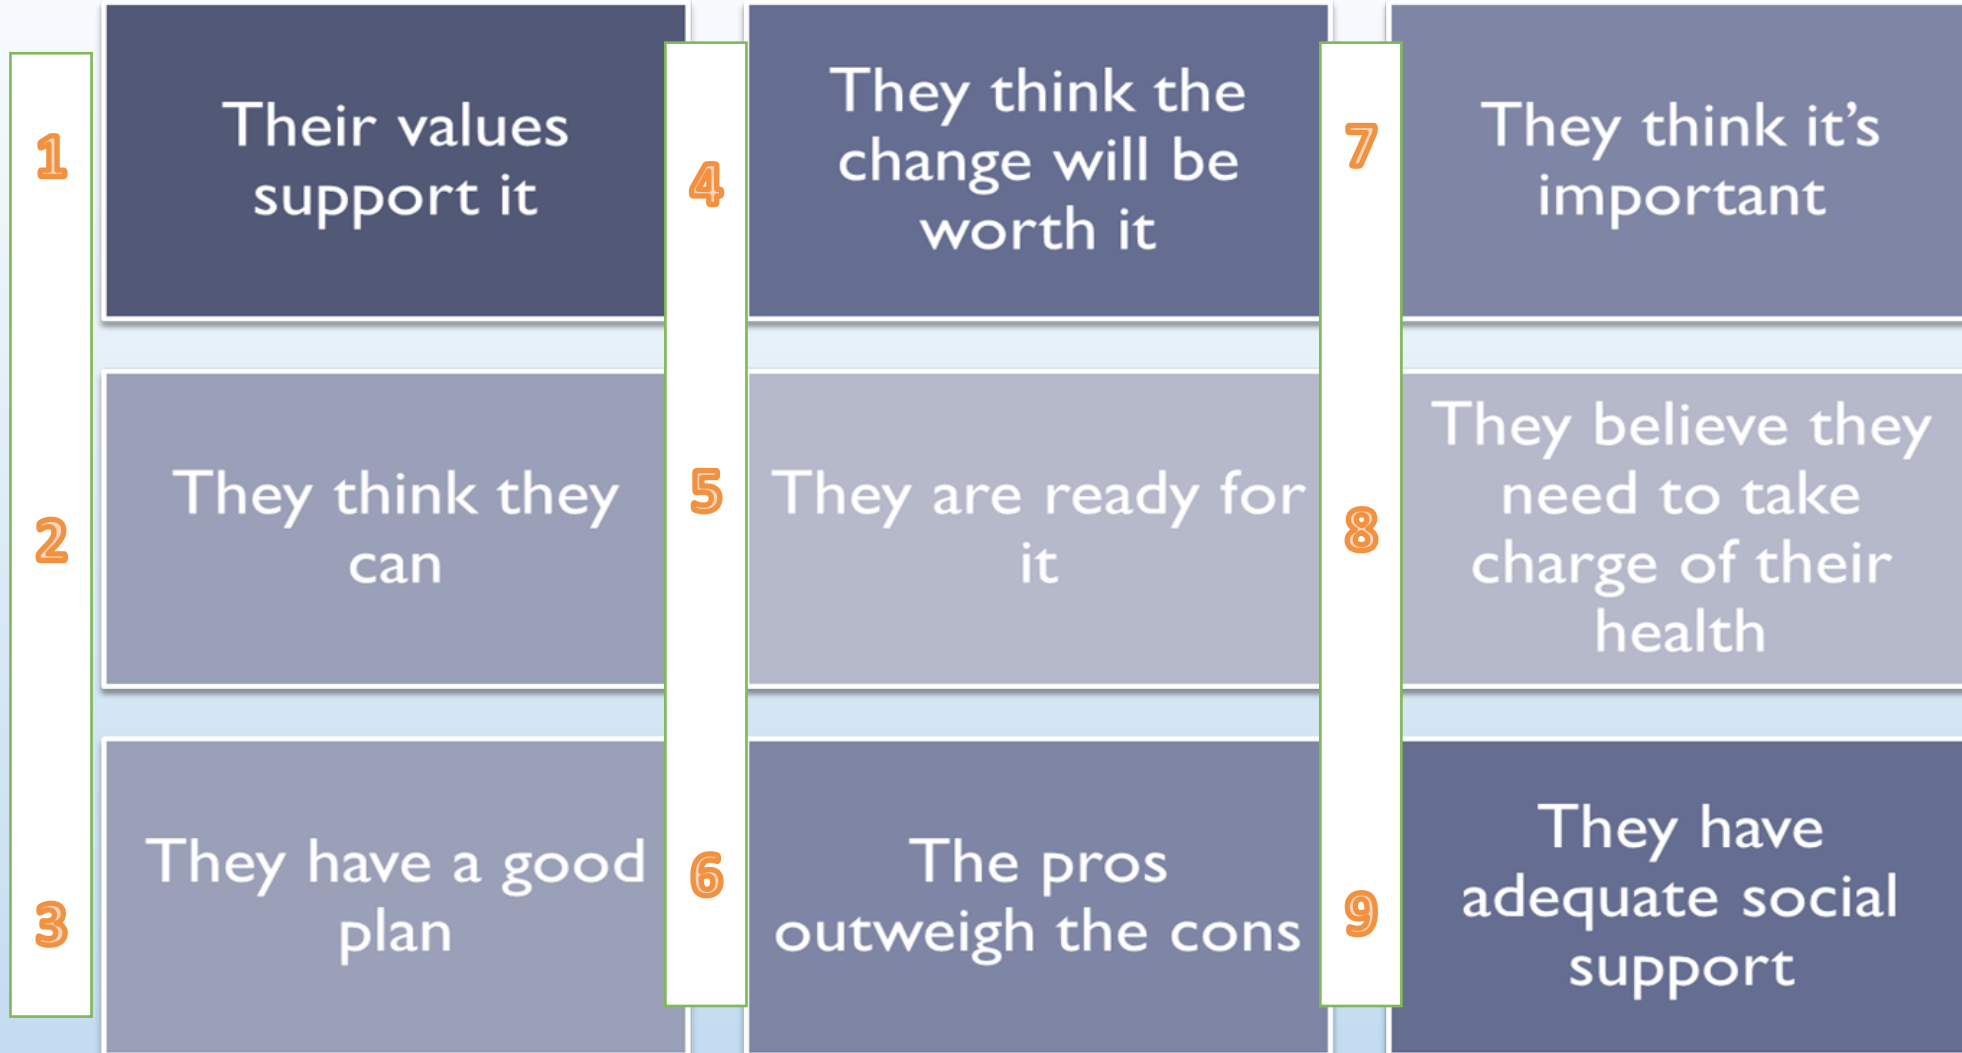 1
Their values
support it
2
They think they
can
3
They have a good
plan
4
They think the
change will be
worth it
5
They are ready for
it
6
The pros
outweigh the cons
7
They think it’s
important
8
They believe they
need to take
charge of their
health
9
They have
adequate social
support